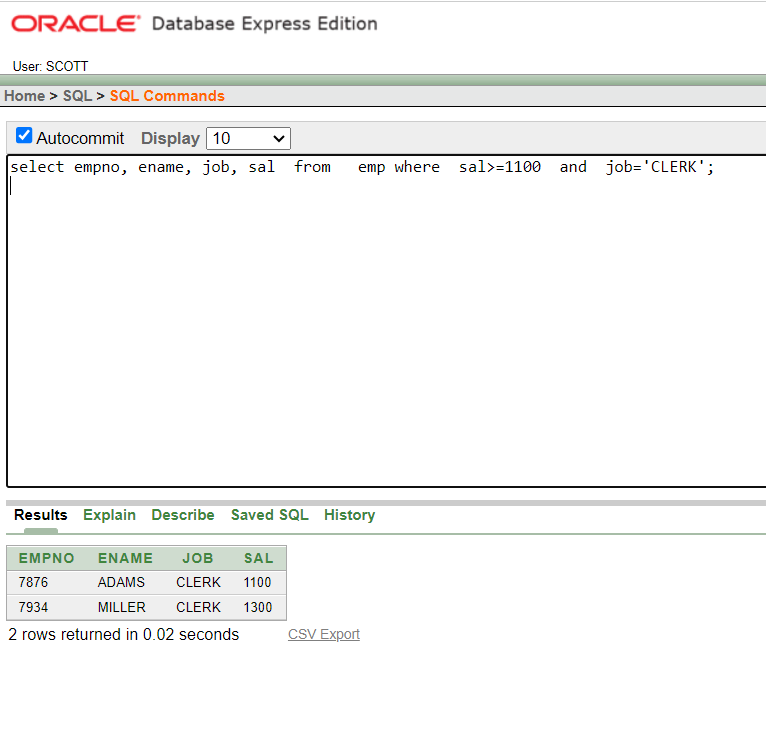 ORACLE® Database Express Edition
User: SCOTT
Home > SQL > SQL Commands
Autocommit Display 10
select empno, ename, job, sal from emp where sal>=1100 and job='CLERK';
Results Explain Describe Saved SQL History
EMPNO ENAME JOB SAL
7876 ADAMS CLERK 1100
7934 MILLER CLERK 1300
2 rows returned in 0.02 seconds CSV Export